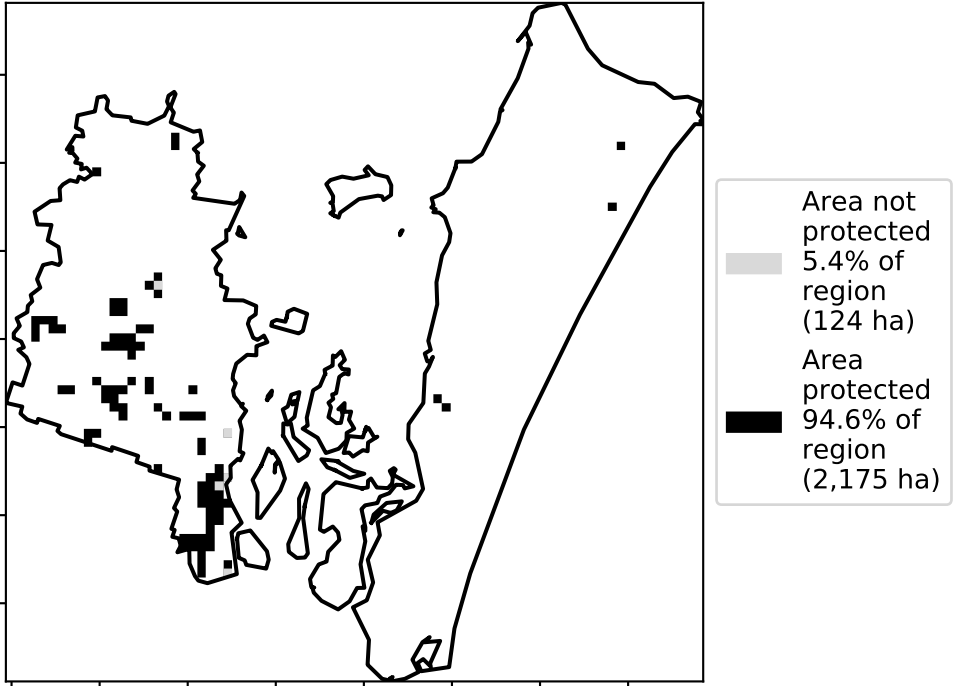 Area not
protected
5.4% of
region
(124 ha)
Area
protected
94.6% of
region
(2,175 ha)